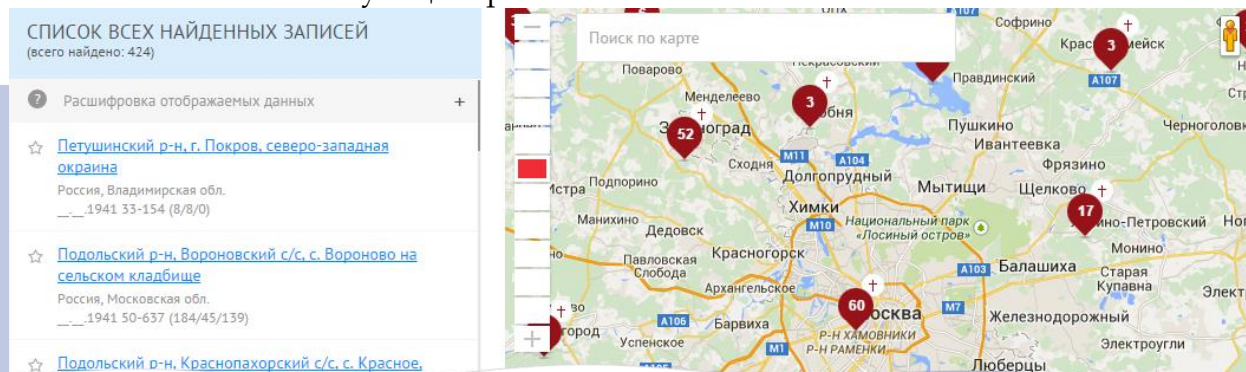 СПИСОК ВСЕХ НАЙДЕННЫХ ЗАПИСЕЙ
(всего найдено: 424)
? Расшифровка отображаемых данных +
Петушинский р-н, г. Покров, северо-западная
окраина
Россия, Владимирская обл.
__.__.1941 33-154 (8/8/0)
Подольский р-н, Вороновский с/с, с. Вороново на
сельском кладбище
Россия, Московская обл.
__.__.1941 50-637 (184/45/139)
Подольский р-н, Краснопахорский с/с, с. Красное,
Поиск по карте
Софрино
A107
3
A107
Поварово
Правдинский
Менделеево
3
52
Пушкино
Черноголовк
Ивантеевка
Сходня
M11
A104
Фрязино
Истра
Подпорино
Долгопрудный
Мытищи
Щелково
Химки
17
Манихино
M10
Национальный парк
«Лосиный остров»
Дедовск
Монино
Павловская
Слобода
Красногорск
A103
Балашиха
Старая
Купавна
Архангельское
Элект
60
M7
Железнодорожный
A106
Барвиха
Р-Н ХАМОВНИКИ
Успенское
M1
Р-Н РАМЕНКИ
Электроугли
Люберцы